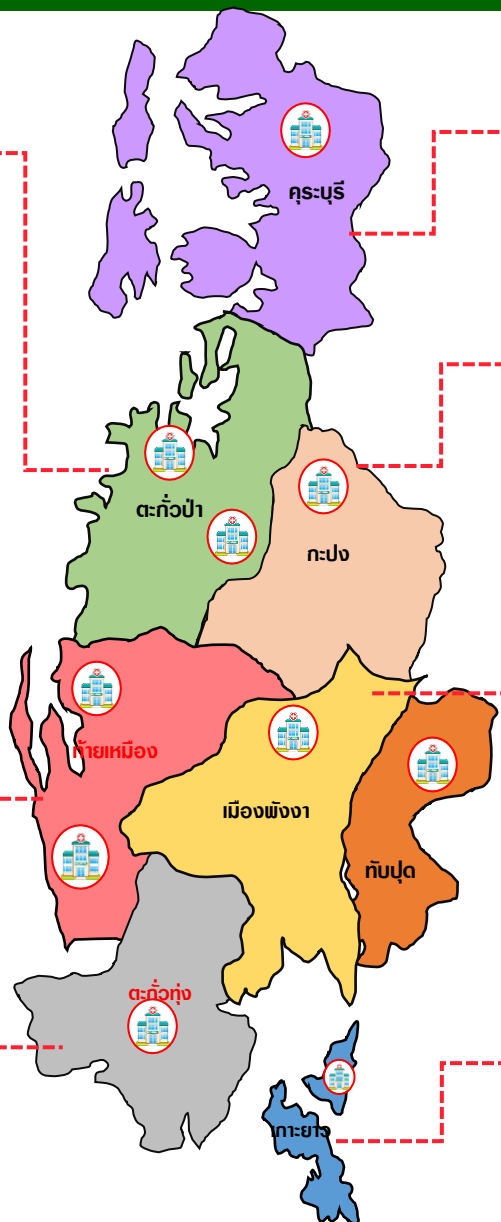 คุระบุรี
ตะกั่วป่า
กะปง
ท้ายเหมือง
เมืองพังงา
ทับปุด
ตะกั่วทุ่ง
เกาะยาว